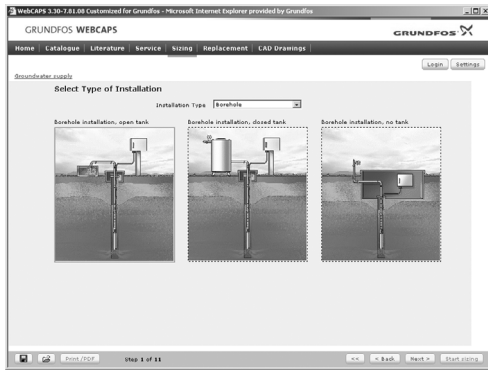 WebCAPS 3.30-7.01.00 Customized for Grundfos - Microsoft Internet Explorer provided by Grundfos
GRUNDFOS WEBCAPS
GRUNDFOS
Home Catalogue Literature Service Sizing Replacement CAD Drawings
Login Settings
Groundwater supply
Select Type of Installation
Installation Type Borehole
Borehole installation, open tank Borehole installation, closed tank Borehole installation, no tank
Print/PDF Step 1 of 11 << < Back Next > Start sizing